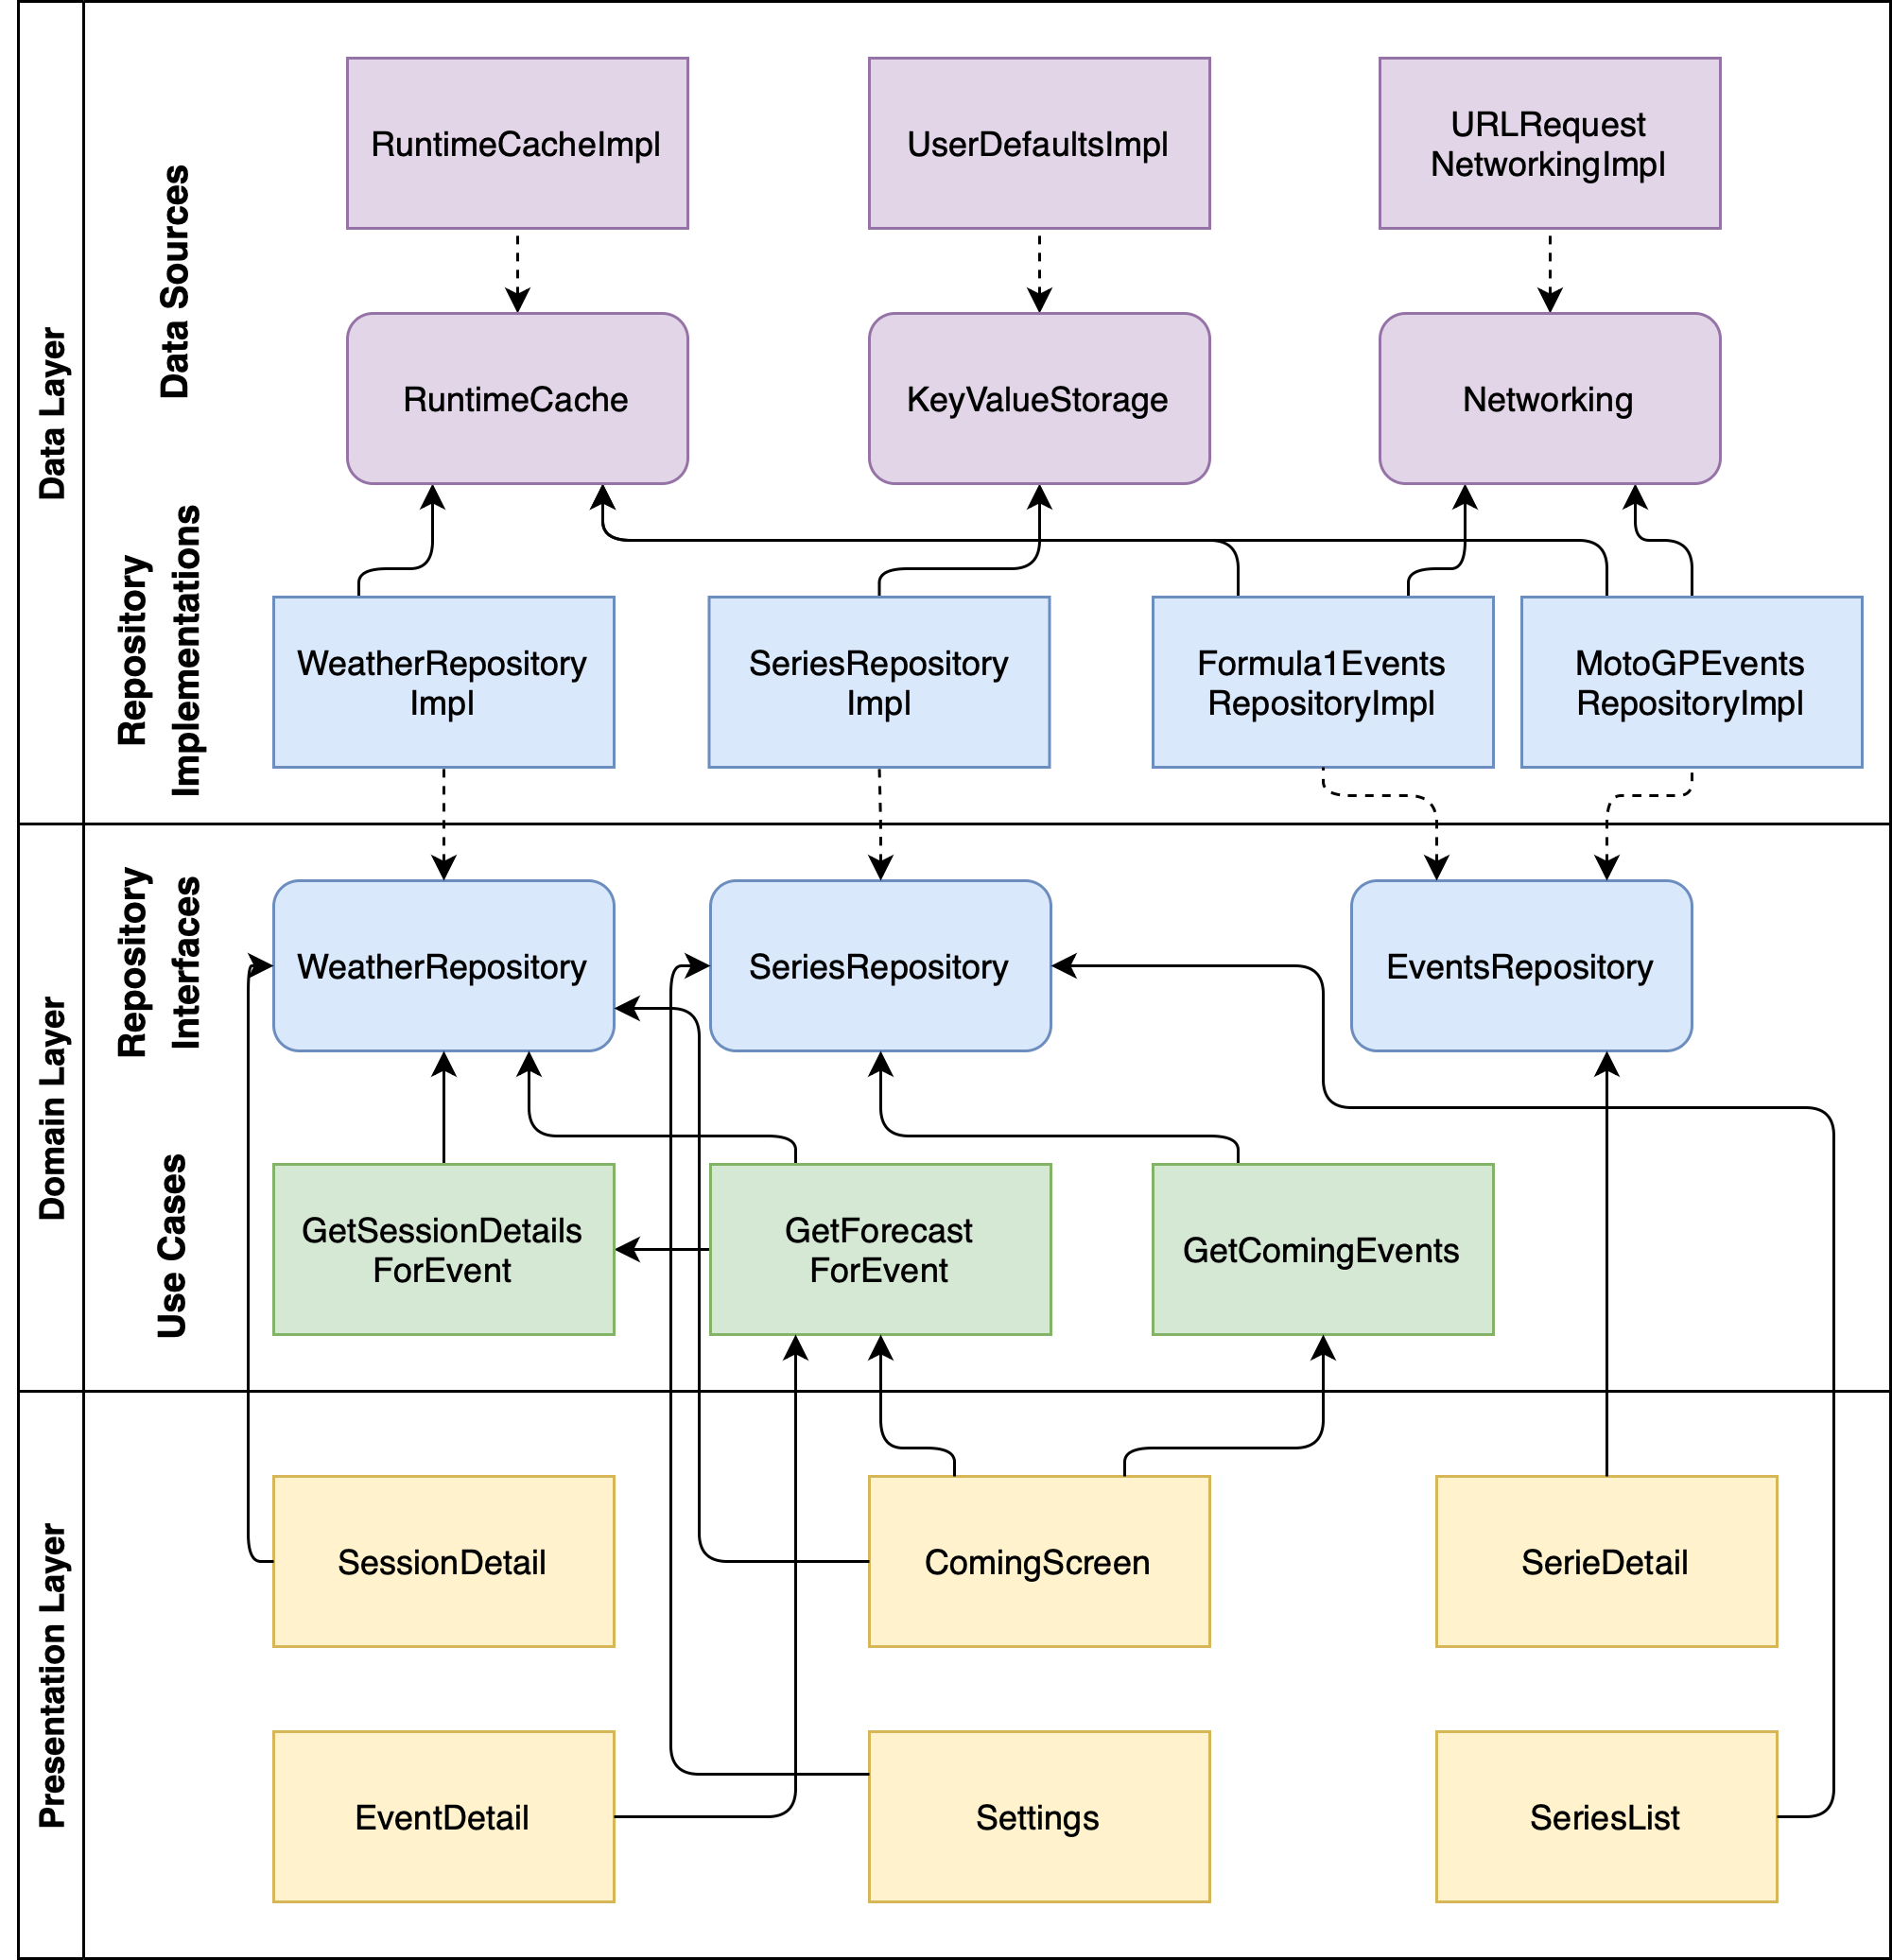 Data Layer
Data Sources
RuntimeCacheImpl
UserDefaultsImpl
URLRequest
NetworkingImpl
RuntimeCache
KeyValueStorage
Networking
Repository
Implementations
WeatherRepository
Impl
SeriesRepository
Impl
Formula1Events
RepositoryImpl
MotoGPEvents
RepositoryImpl
Domain Layer
Repository
Interfaces
WeatherRepository
SeriesRepository
EventsRepository
Use Cases
GetSessionDetails
ForEvent
GetForecast
ForEvent
GetComingEvents
Presentation Layer
SessionDetail
ComingScreen
SerieDetail
EventDetail
Settings
SeriesList